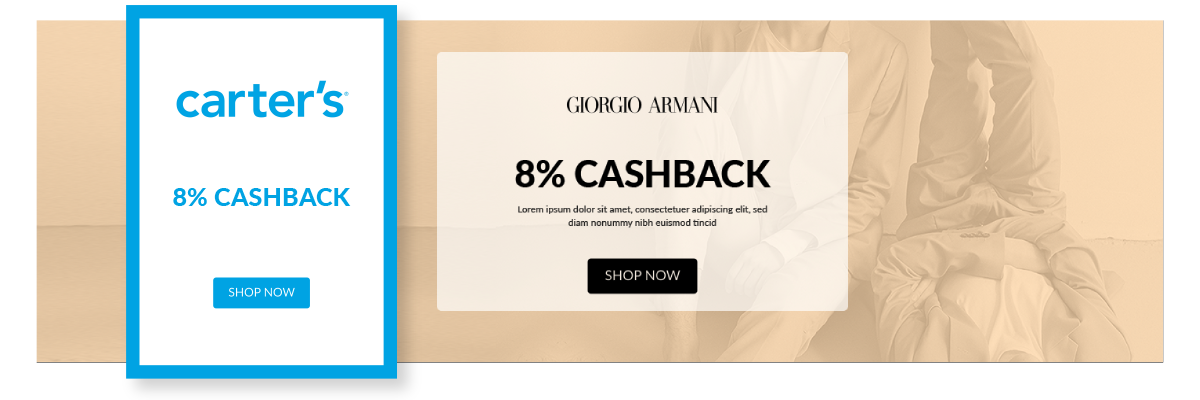 carter's®
8% CASHBACK
SHOP NOW
GIORGIO ARMANI
8% CASHBACK
Lorem ipsum dolor sit amet, consectetuer adipiscing elit, sed
diam nonummy nibh euismod tincid
SHOP NOW